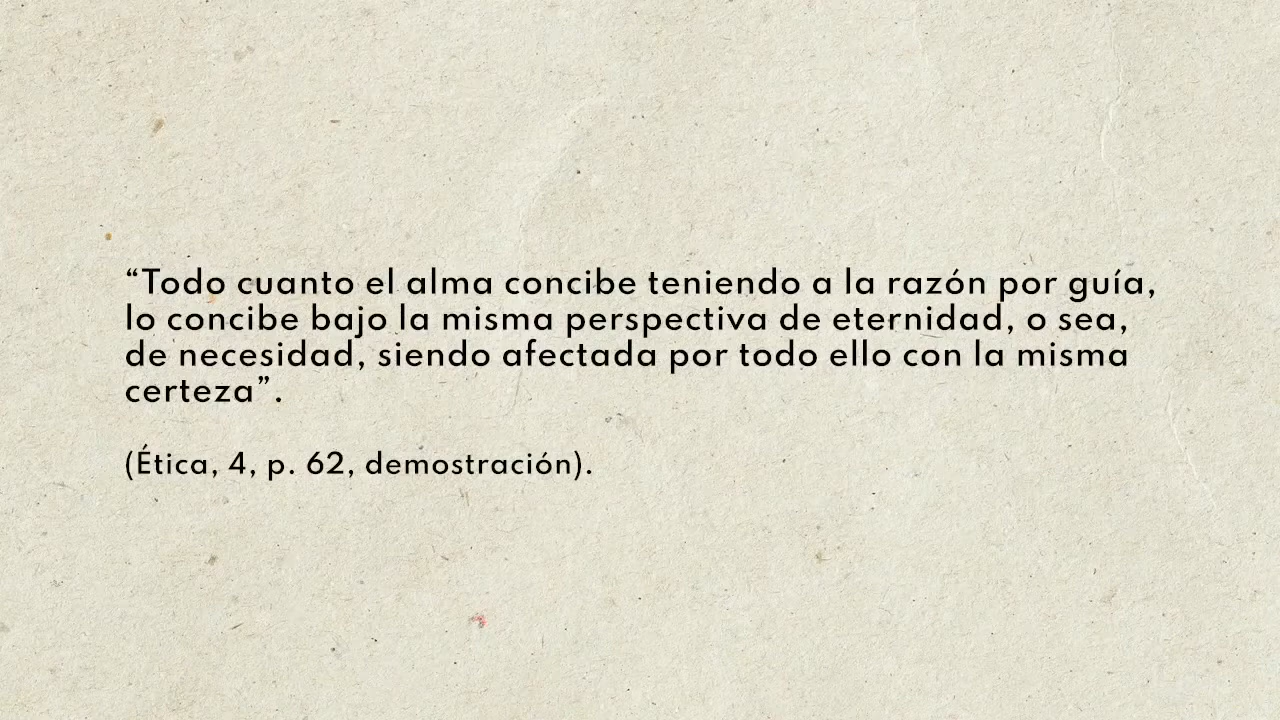 “Todo cuanto el alma concibe teniendo a la razón por guía,
lo concibe bajo la misma perspectiva de eternidad, o sea,
de necesidad, siendo afectada por todo ello con la misma
certeza”.
(Ética, 4, p. 62, demostración).